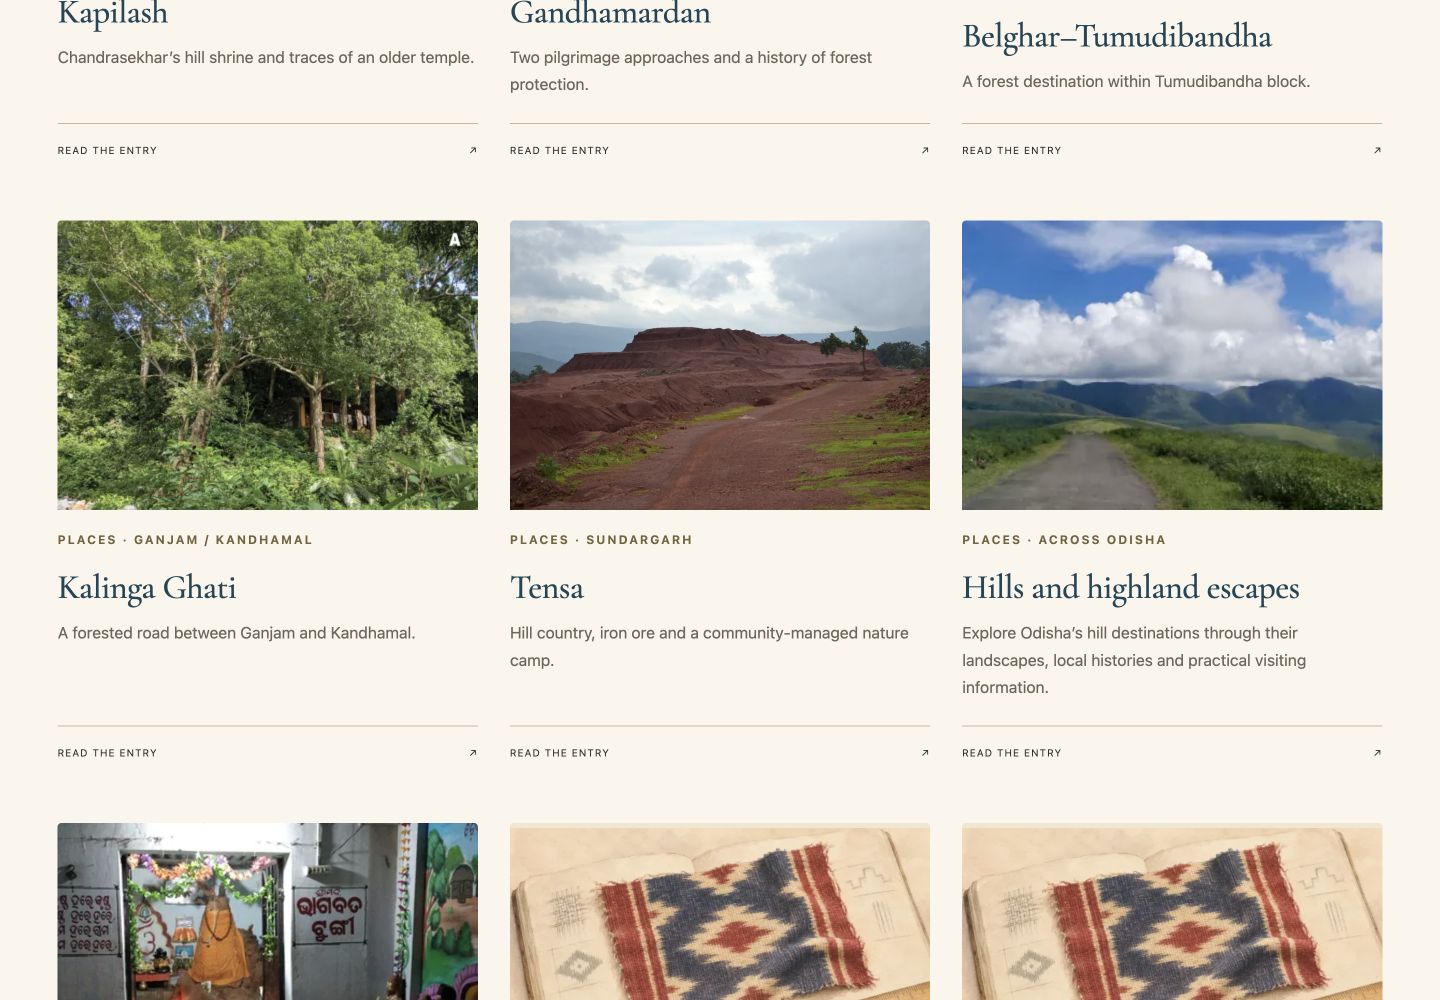 Kapilash
Chandrasekhar’s hill shrine and traces of an older temple.
READ THE ENTRY ↗
Gandhamardan
Two pilgrimage approaches and a history of forest
protection.
READ THE ENTRY ↗
Belghar–Tumudibandha
A forest destination within Tumudibandha block.
READ THE ENTRY ↗
A
PLACES · GANJAM / KANDHAMAL
Kalinga Ghati
A forested road between Ganjam and Kandhamal.
READ THE ENTRY ↗
PLACES · SUNDARGARH
Tensa
Hill country, iron ore and a community-managed nature
camp.
READ THE ENTRY ↗
PLACES · ACROSS ODISHA
Hills and highland escapes
Explore Odisha’s hill destinations through their
landscapes, local histories and practical visiting
information.
READ THE ENTRY ↗
ଭାଗବତ
ଟୁଙ୍ଗୀ